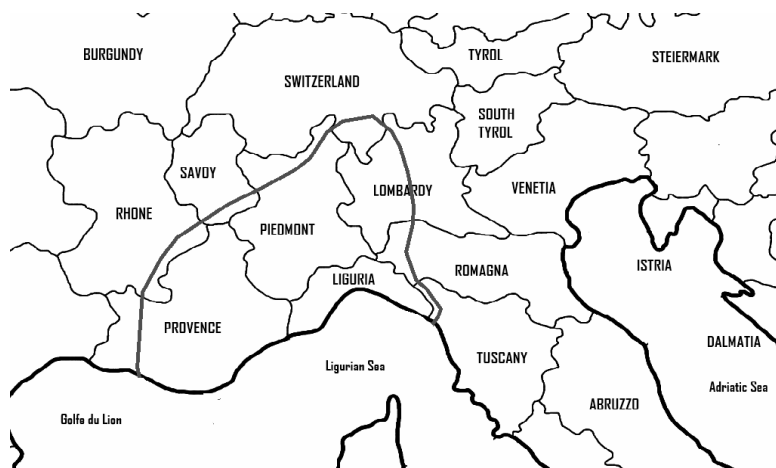 BURGUNDY
TYROL
STEIERMARK
SWITZERLAND
SOUTH
TYROL
SAVOY
LOMBARDY
VENETIA
RHONE
PIEDMONT
ISTRIA
ROMAGNA
LIGURIA
PROVENCE
DALMATIA
TUSCANY
Ligurian Sea
Adriatic Sea
ABRUZZO
Golfe du Lion